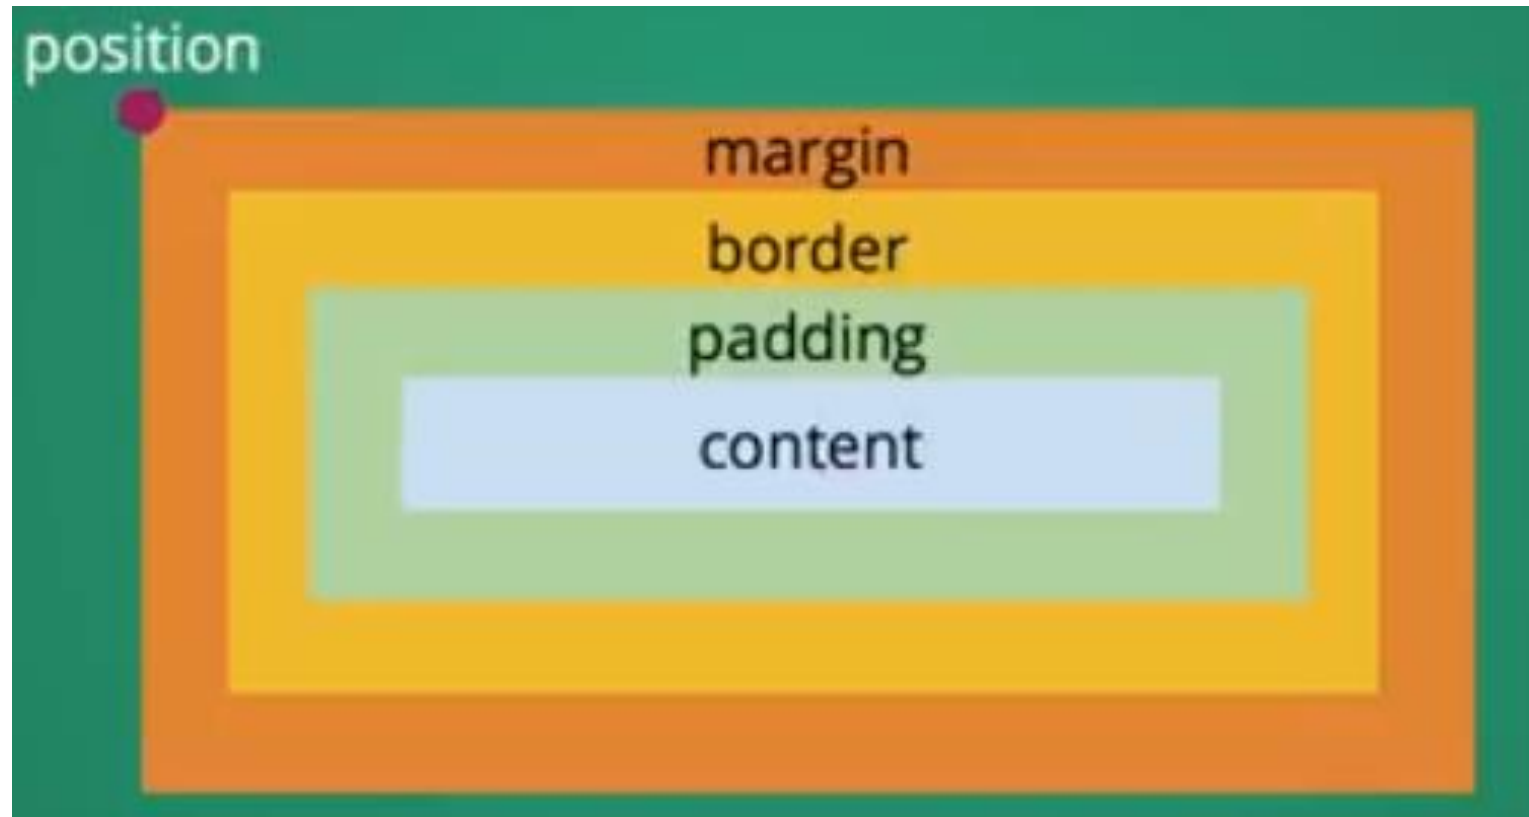 position
margin
border
padding
content